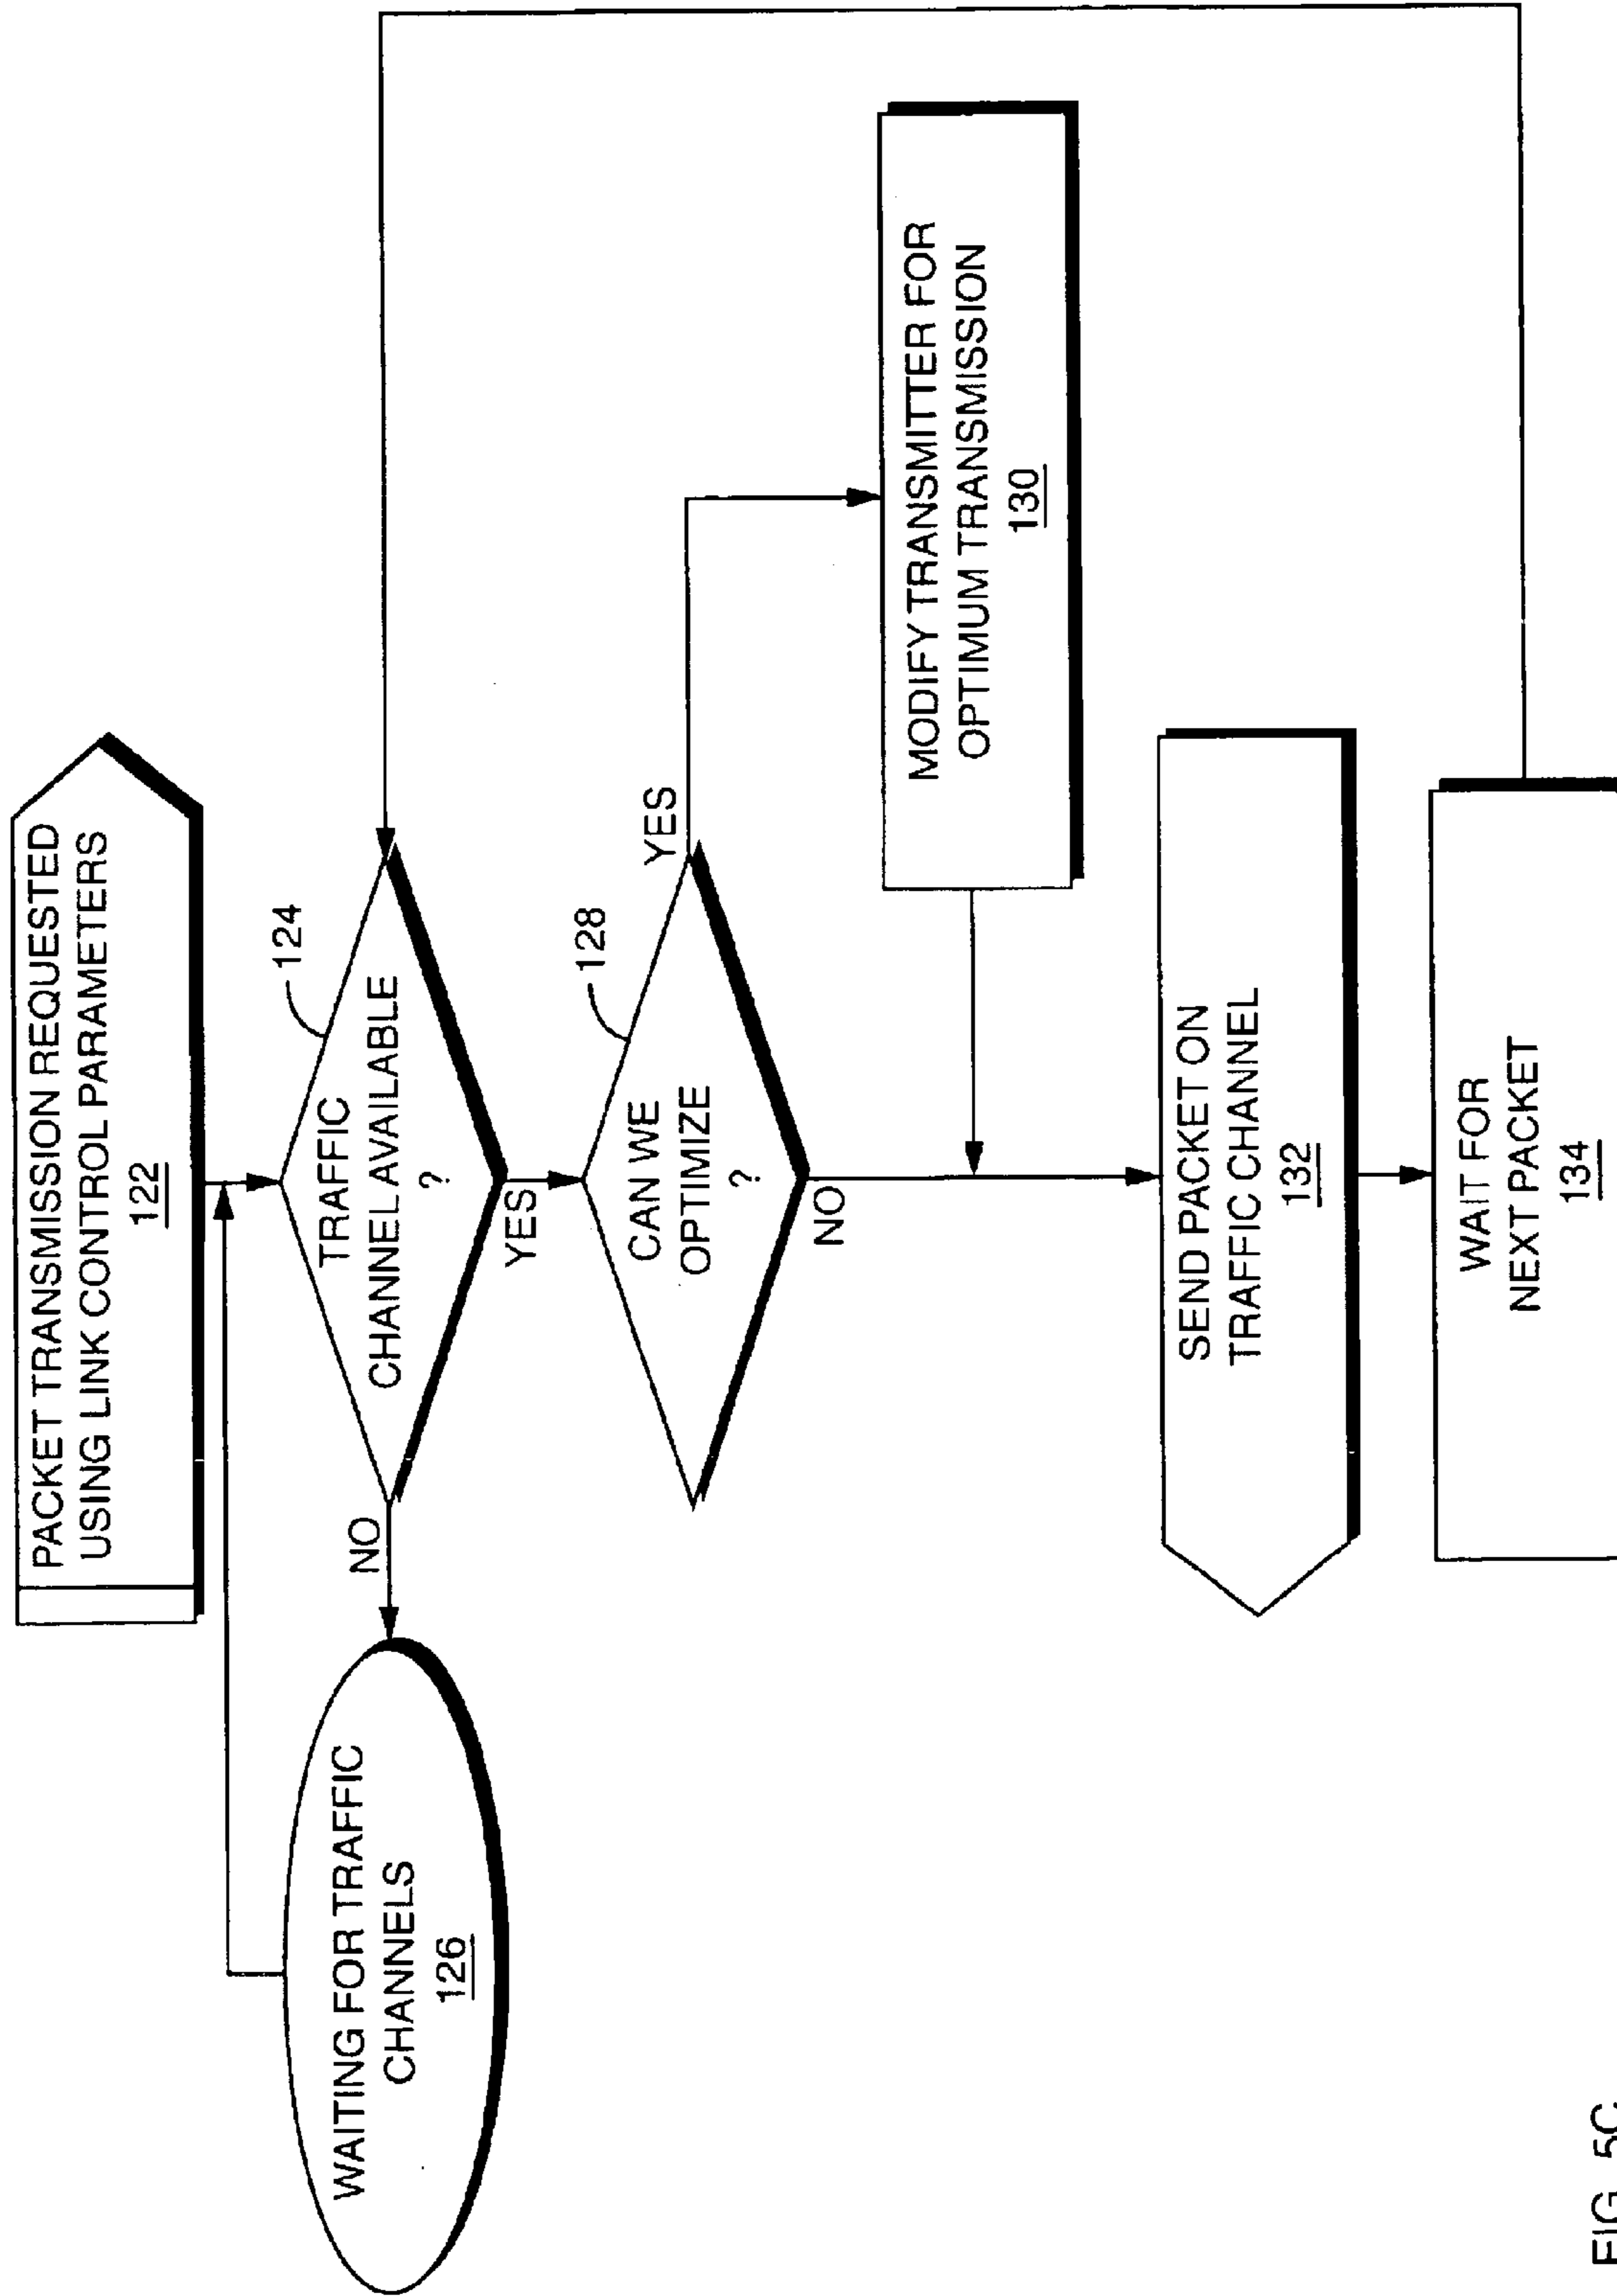 PACKET TRANSMISSION REQUESTED
USING LINK CONTROL PARAMETERS
122
TRAFFIC
CHANNEL AVAILABLE
?
124
NO
YES
WAITING FOR TRAFFIC
CHANNELS
126
CAN WE
OPTIMIZE
?
128
YES
NO
MODIFY TRANSMITTER FOR
OPTIMUM TRANSMISSION
130
SEND PACKET ON
TRAFFIC CHANNEL
132
WAIT FOR
NEXT PACKET
134
FIG. 5C